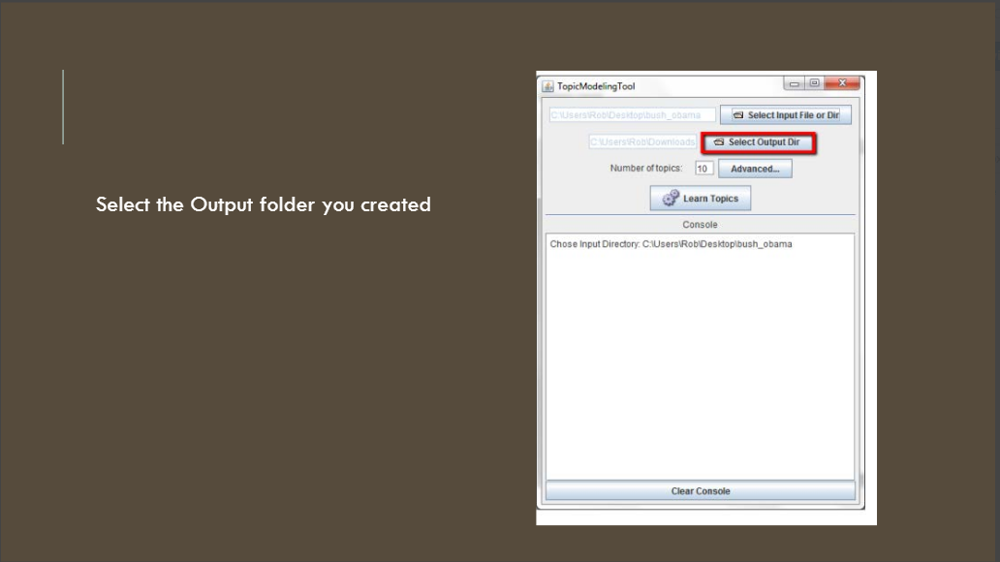 TopicModelingTool
C:\Users\Rob\Desktop\bush_obama
Select Input File or Dir
C:\Users\Rob\Downloads
Select Output Dir
Number of topics: 10 Advanced...
Learn Topics
Select the Output folder you created
Console
Chose Input Directory: C:\Users\Rob\Desktop\bush_obama
Clear Console